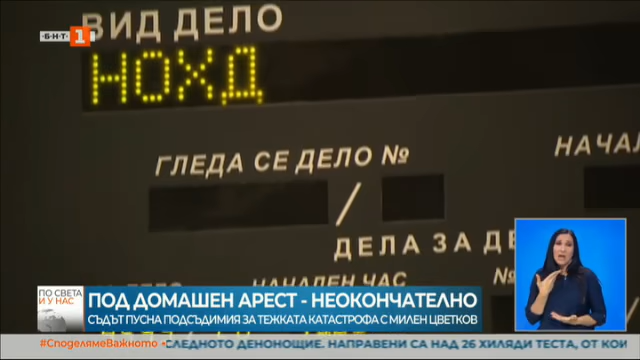 БНТ 1
ВИД ДЕЛО
НОХД
ГЛЕДА СЕ ДЕЛО №
НАЧАЛ
/
ДЕЛА ЗА ДЕ
НАЧАЛЕН ЧАС
№
ПО СВЕТА
И У НАС
ПОД ДОМАШЕН АРЕСТ - НЕОКОНЧАТЕЛНО
СЪДЪТ ПУСНА ПОДСЪДИМИЯ ЗА ТЕЖКАТА КАТАСТРОФА С МИЛЕН ЦВЕТКОВ
#СподелямеВажното • СЛЕДНОТО ДЕНОНОЩИЕ. НАПРАВЕНИ СА НАД 26 ХИЛЯДИ ТЕСТА, ОТ КОИ